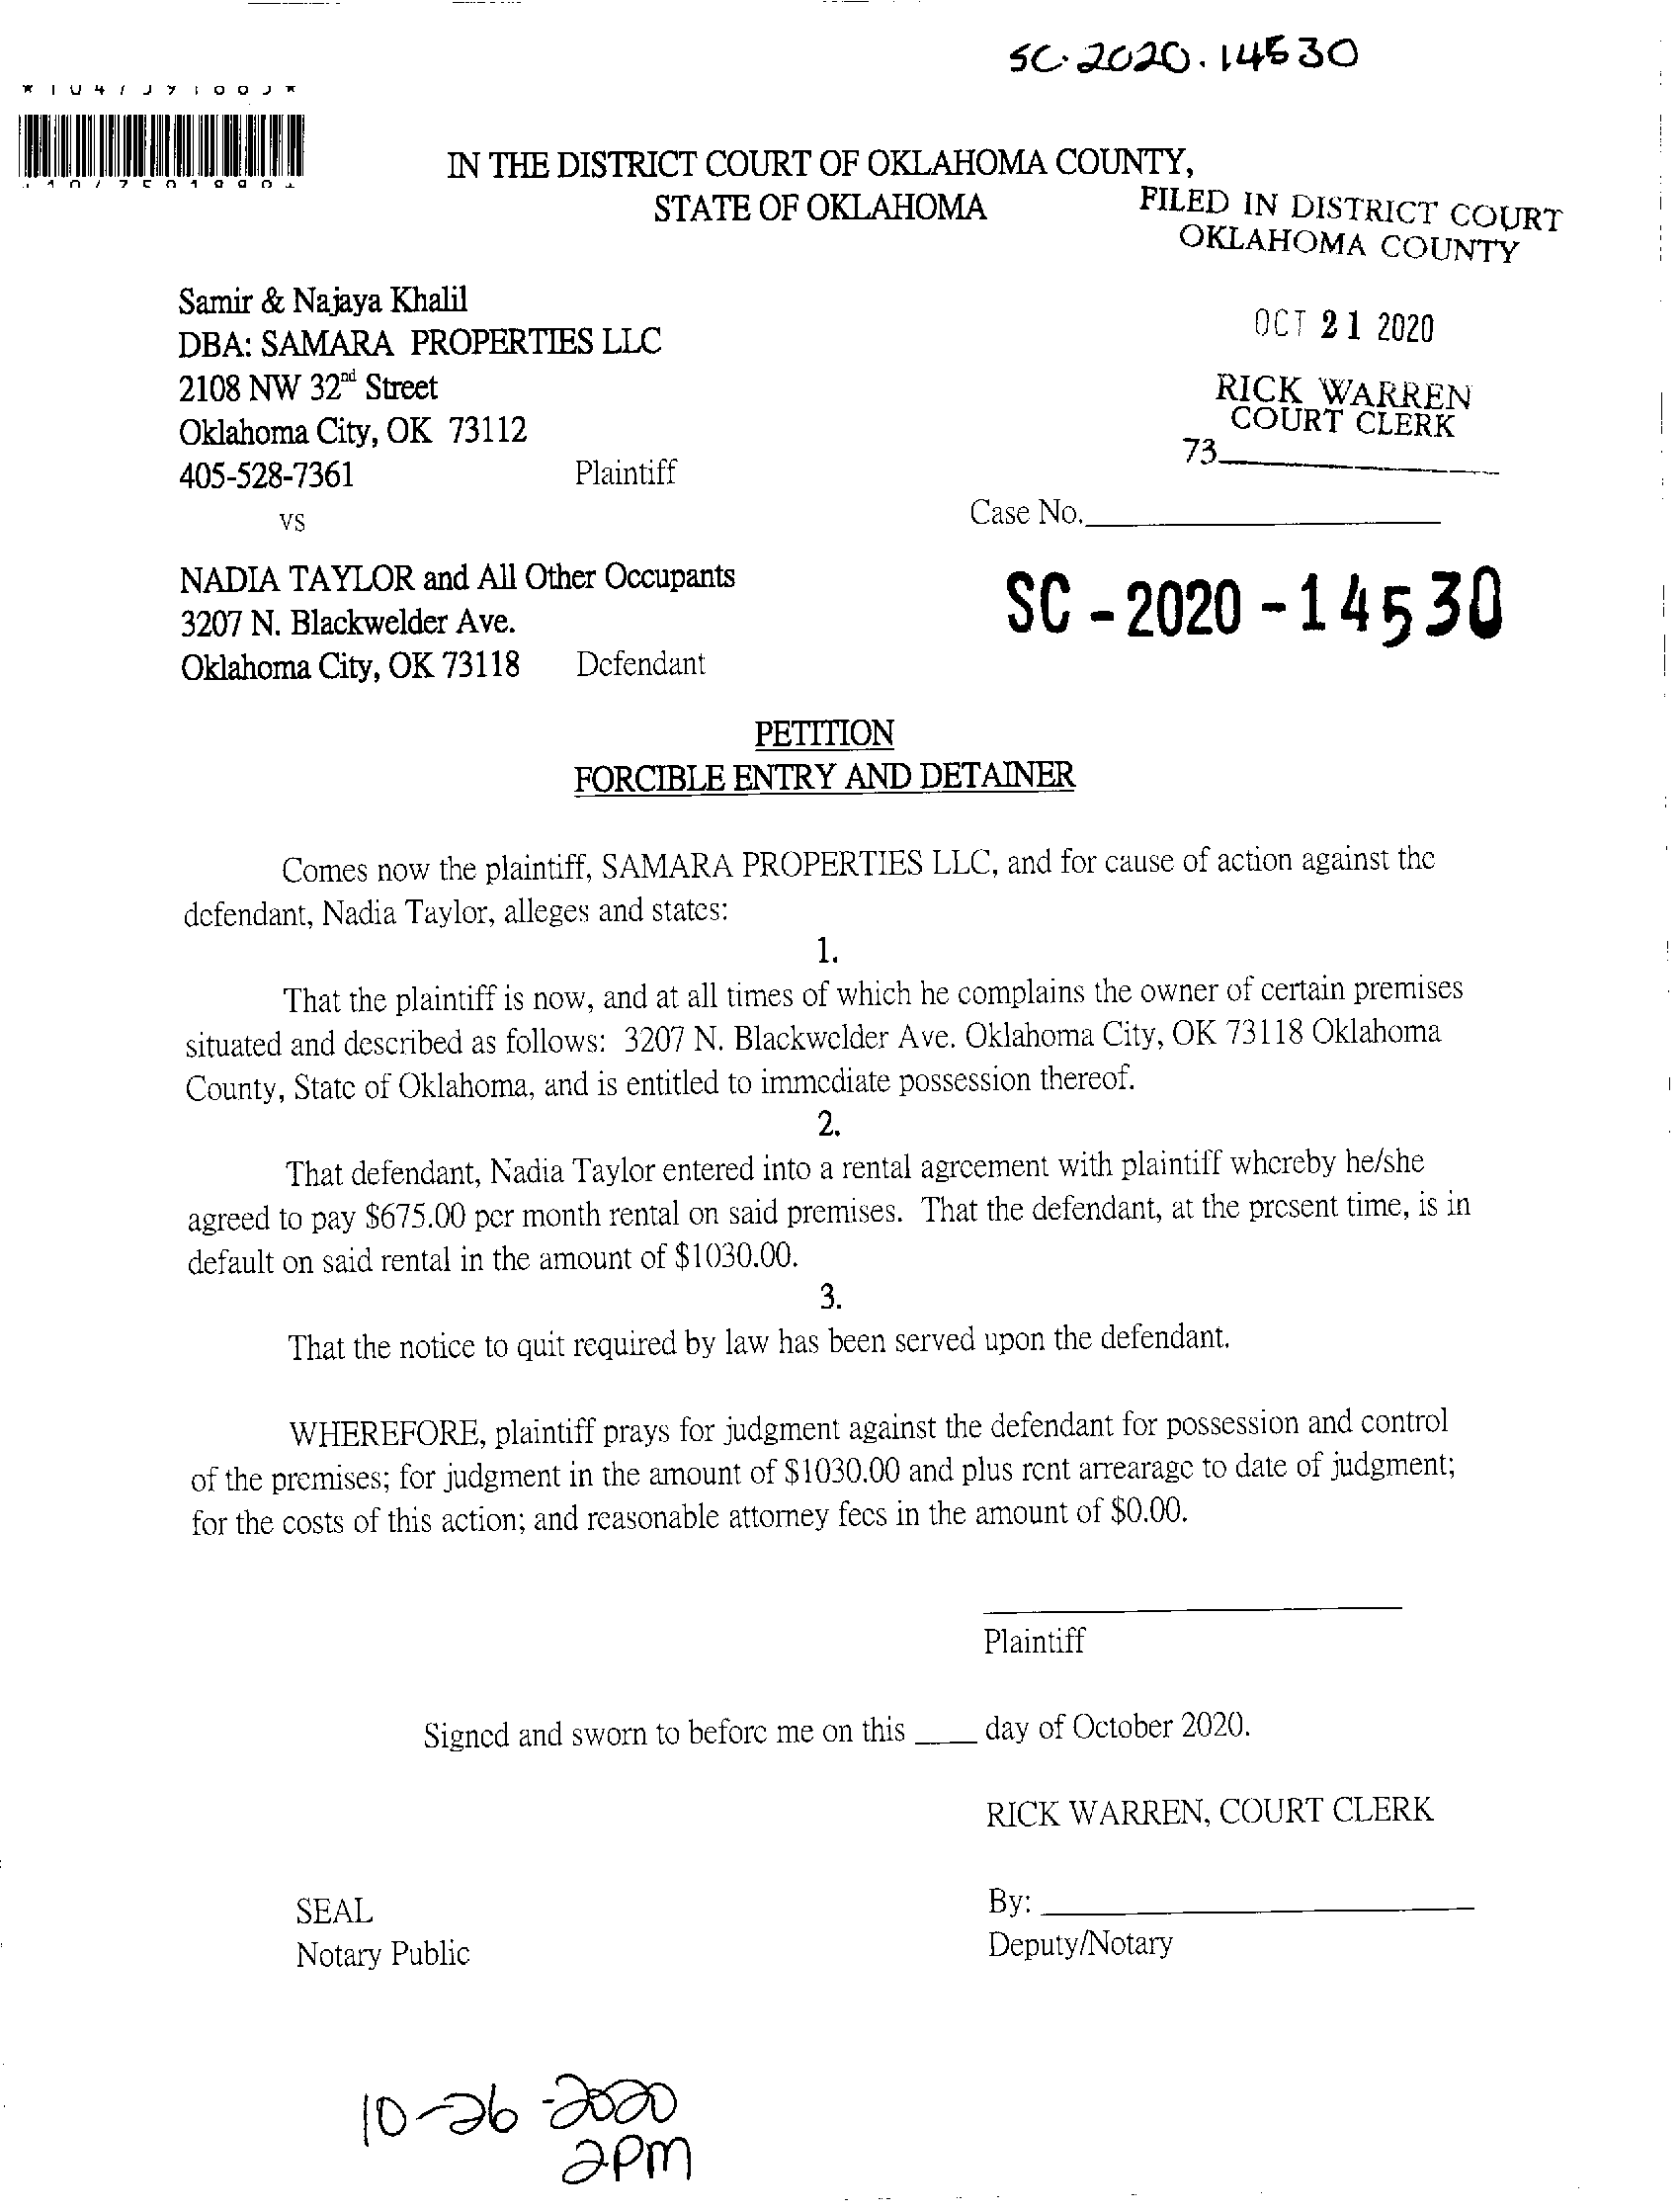 SC-2020-14530
IN THE DISTRICT COURT OF OKLAHOMA COUNTY,
STATE OF OKLAHOMA
FILED IN DISTRICT COURT
OKLAHOMA COUNTY
OCT 21 2020
RICK WARREN
COURT CLERK
73
Samir & Najaya Khalil
DBA: SAMARA PROPERTIES LLC
2108 NW 32nd Street
Oklahoma City, OK 73112
405-528-7361 Plaintiff
vs
Case No.
NADIA TAYLOR and All Other Occupants
3207 N. Blackwelder Ave.
Oklahoma City, OK 73118 Defendant
SC - 2020 - 14530
PETITION
FORCIBLE ENTRY AND DETAINER
Comes now the plaintiff, SAMARA PROPERTIES LLC, and for cause of action against the
defendant, Nadia Taylor, alleges and states:
1.
That the plaintiff is now, and at all times of which he complains the owner of certain premises
situated and described as follows: 3207 N. Blackwelder Ave. Oklahoma City, OK 73118 Oklahoma
County, State of Oklahoma, and is entitled to immediate possession thereof.
2.
That defendant, Nadia Taylor entered into a rental agreement with plaintiff whereby he/she
agreed to pay $675.00 per month rental on said premises. That the defendant, at the present time, is in
default on said rental in the amount of $1030.00.
3.
That the notice to quit required by law has been served upon the defendant.
WHEREFORE, plaintiff prays for judgment against the defendant for possession and control
of the premises; for judgment in the amount of $1030.00 and plus rent arrearage to date of judgment;
for the costs of this action; and reasonable attorney fees in the amount of $0.00.
Plaintiff
Signed and sworn to before me on this ____ day of October 2020.
RICK WARREN, COURT CLERK
SEAL
Notary Public
By:
Deputy/Notary
10-26-2020
2PM